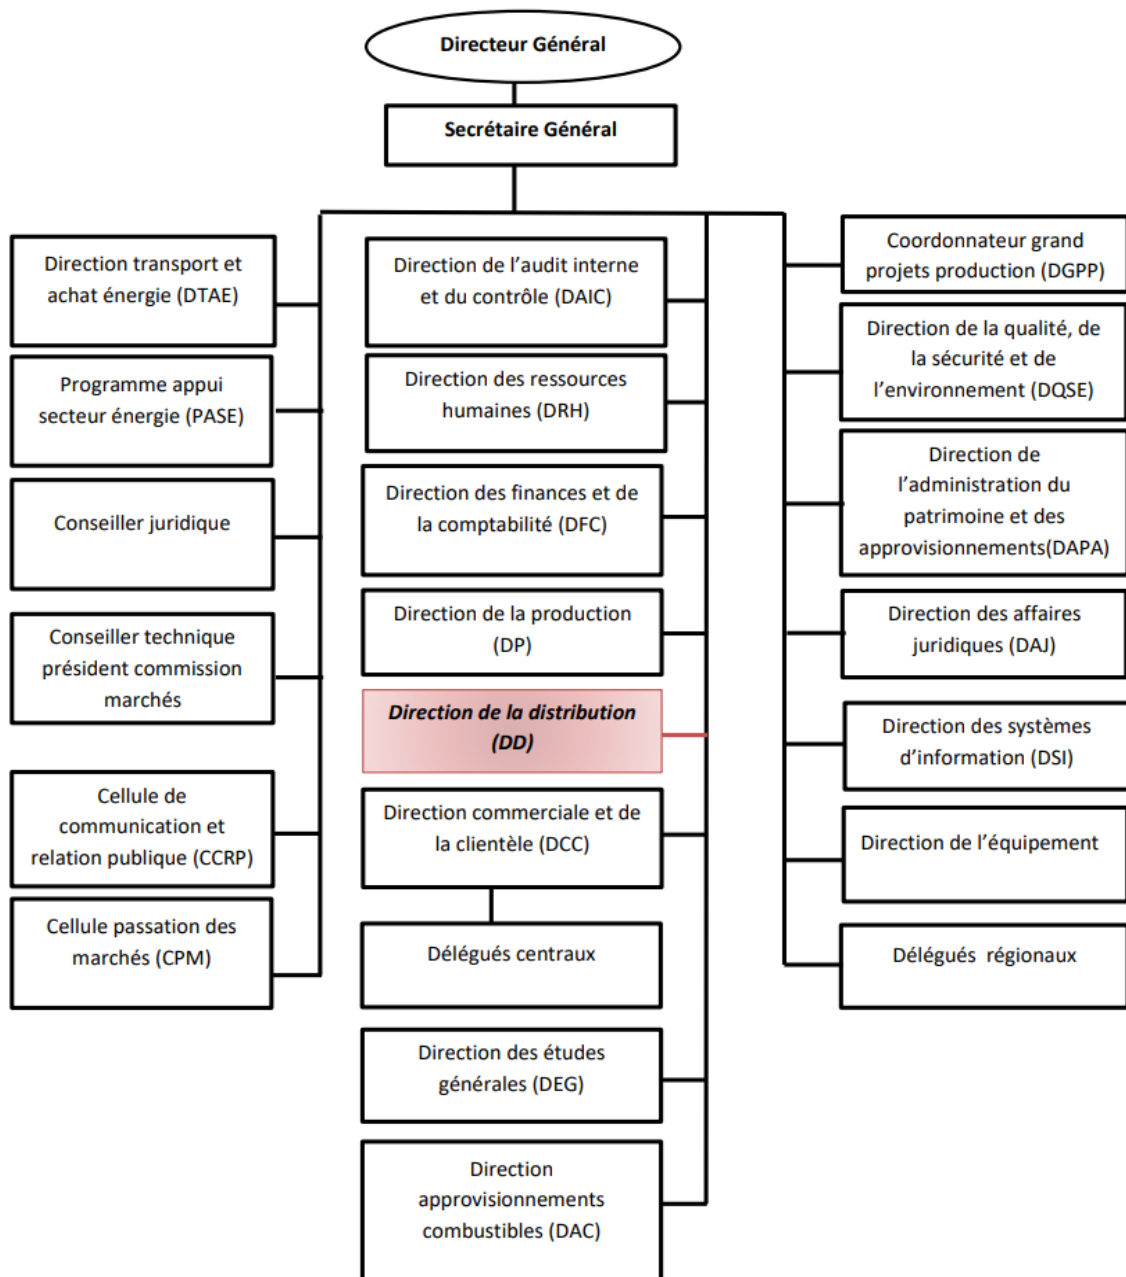 Directeur Général
Secrétaire Général
Direction transport et
achat énergie (DTAE)
Programme appui
secteur énergie (PASE)
Conseiller juridique
Conseiller technique
président commission
marchés
Cellule de
communication et
relation publique (CCRP)
Cellule passation des
marchés (CPM)
Direction de l’audit interne
et du contrôle (DAIC)
Direction des ressources
humaines (DRH)
Direction des finances et de
la comptabilité (DFC)
Direction de la production
(DP)
Direction de la distribution
(DD)
Direction commerciale et de
la clientèle (DCC)
Délégués centraux
Direction des études
générales (DEG)
Direction
approvisionnements
combustibles (DAC)
Coordonnateur grand
projets production (DGPP)
Direction de la qualité, de
la sécurité et de
l’environnement (DQSE)
Direction de
l’administration du
patrimoine et des
approvisionnements(DAPA)
Direction des affaires
juridiques (DAJ)
Direction des systèmes
d’information (DSI)
Direction de l’équipement
Délégués régionaux